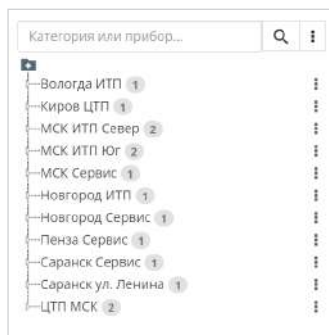 Категория или прибор...
Вологда ИТП 1
Киров ЦТП 1
МСК ИТП Север 2
МСК ИТП Юг 2
МСК Сервис 1
Новгород ИТП 1
Новгород Сервис 1
Пенза Сервис 1
Саранск Сервис 1
Саранск ул. Ленина 1
ЦТП МСК 2